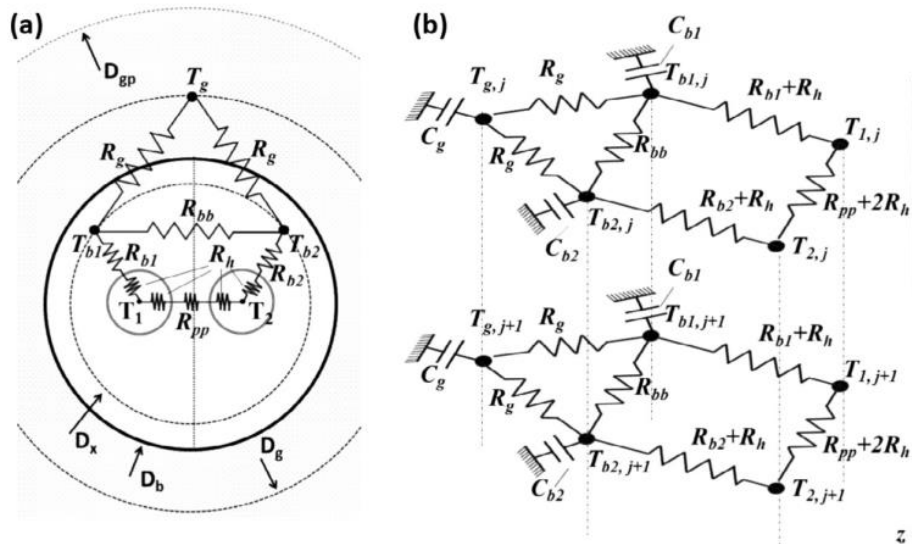 (a)
D_gp
T_g
R_g R_g
R_bb
T_b1 T_b2
R_b1 R_h R_b2
T_1 T_2
R_pp
D_x
D_b
D_g
(b)
C_b1
T_g,j R_g T_b1,j
R_b1+R_h
C_g R_g R_bb T_1,j
R_b2+R_h R_pp+2R_h
T_b2,j
C_b2 T_2,j
C_b1
T_g,j+1 R_g T_b1,j+1
R_b1+R_h
C_g R_g R_bb T_1,j+1
R_b2+R_h R_pp+2R_h
C_b2 T_b2,j+1
T_2,j+1
z